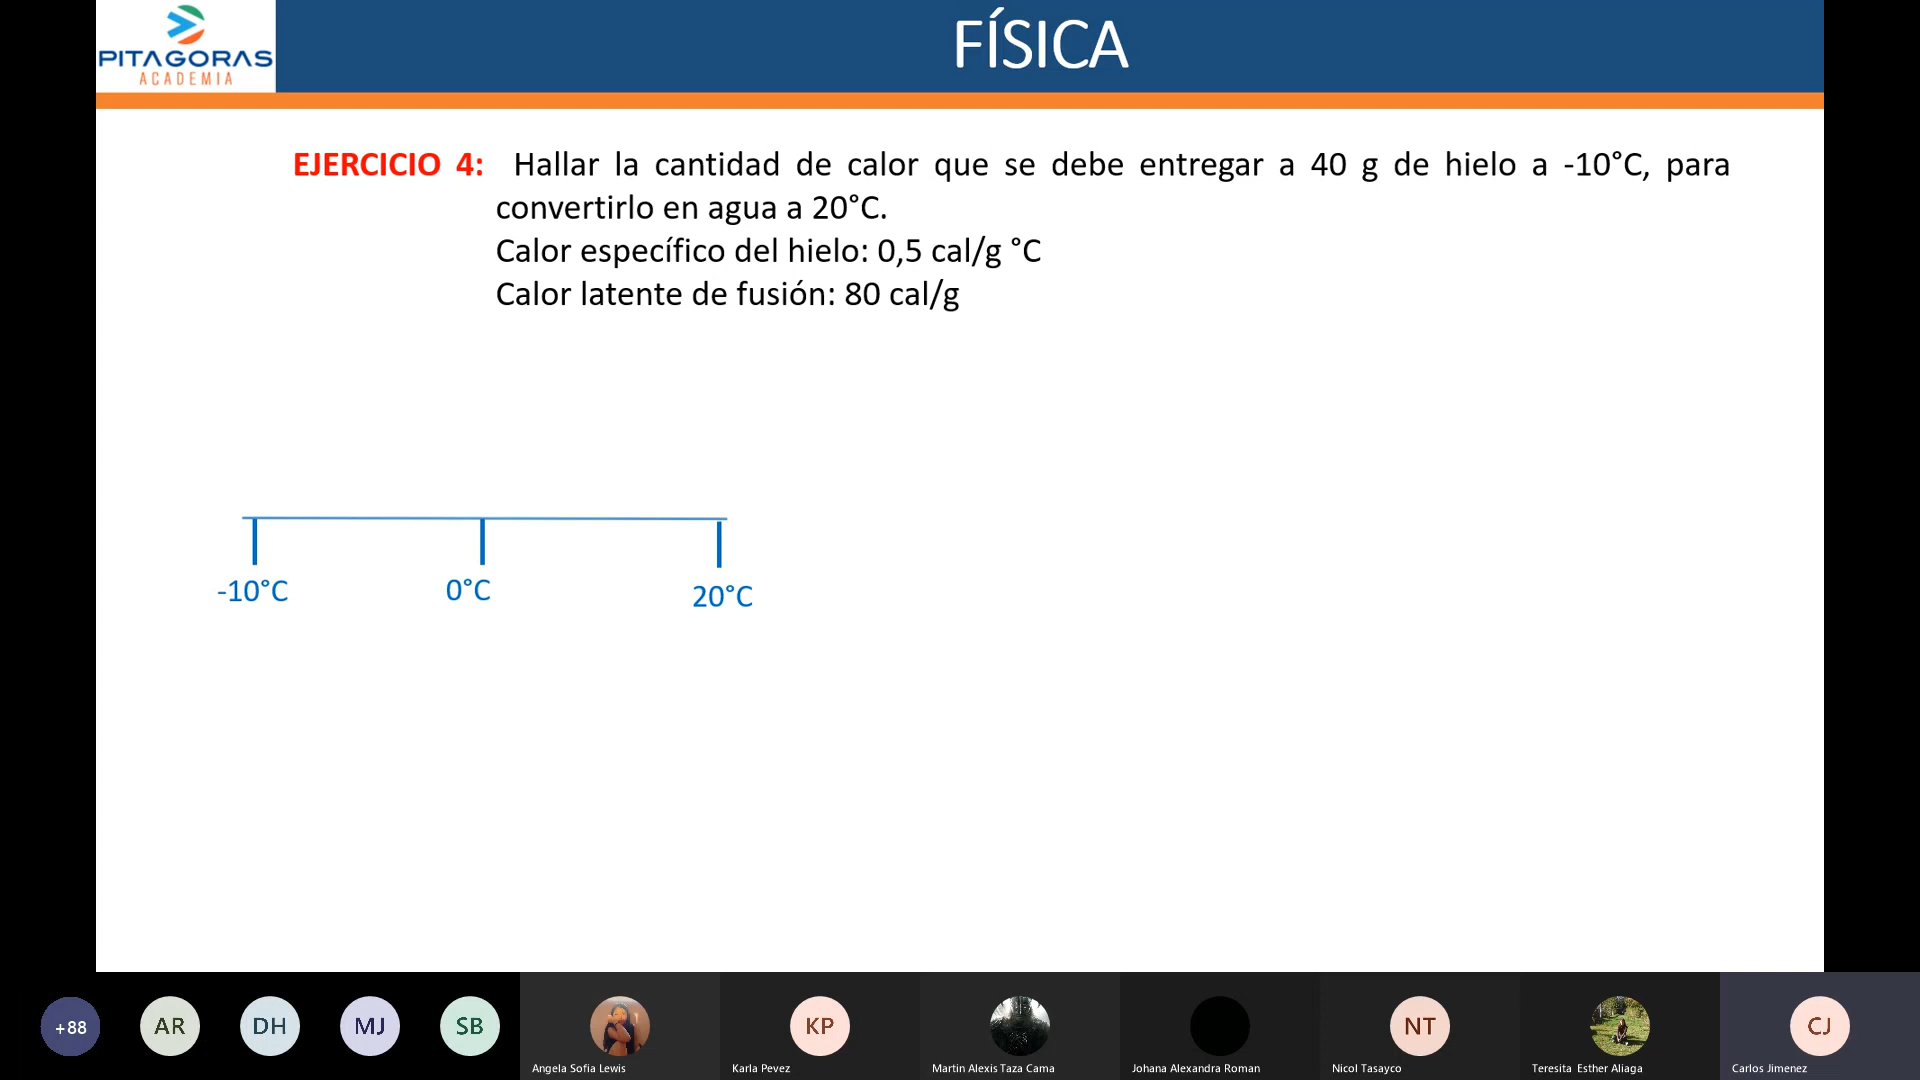 PITAGORAS
ACADEMIA
FÍSICA
EJERCICIO 4: Hallar la cantidad de calor que se debe entregar a 40 g de hielo a -10°C, para
convertirlo en agua a 20°C.
Calor específico del hielo: 0,5 cal/g °C
Calor latente de fusión: 80 cal/g
-10°C 0°C 20°C
+88 AR DH MJ SB KP NT CJ
Angela Sofia Lewis Karla Pevez Martin Alexis Taza Cama Johana Alexandra Roman Nicol Tasayco Teresita Esther Aliaga Carlos Jimenez